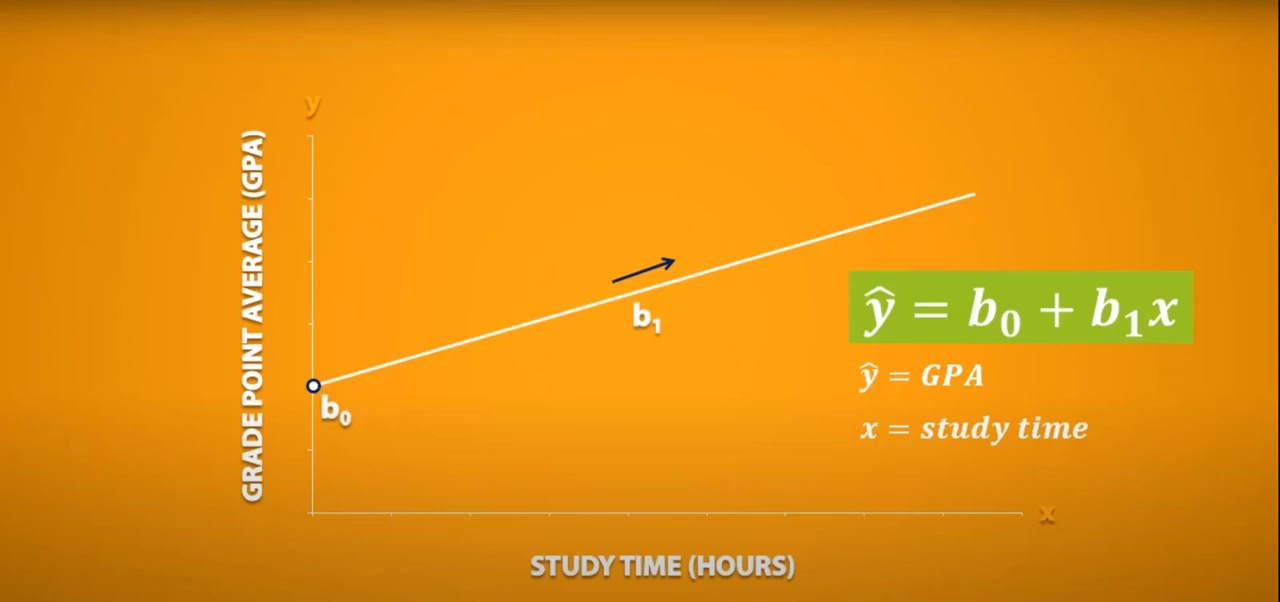 y
GRADE POINT AVERAGE (GPA)
b₁
b₀
ŷ = b₀ + b₁x
ŷ = GPA
x = study time
x
STUDY TIME (HOURS)